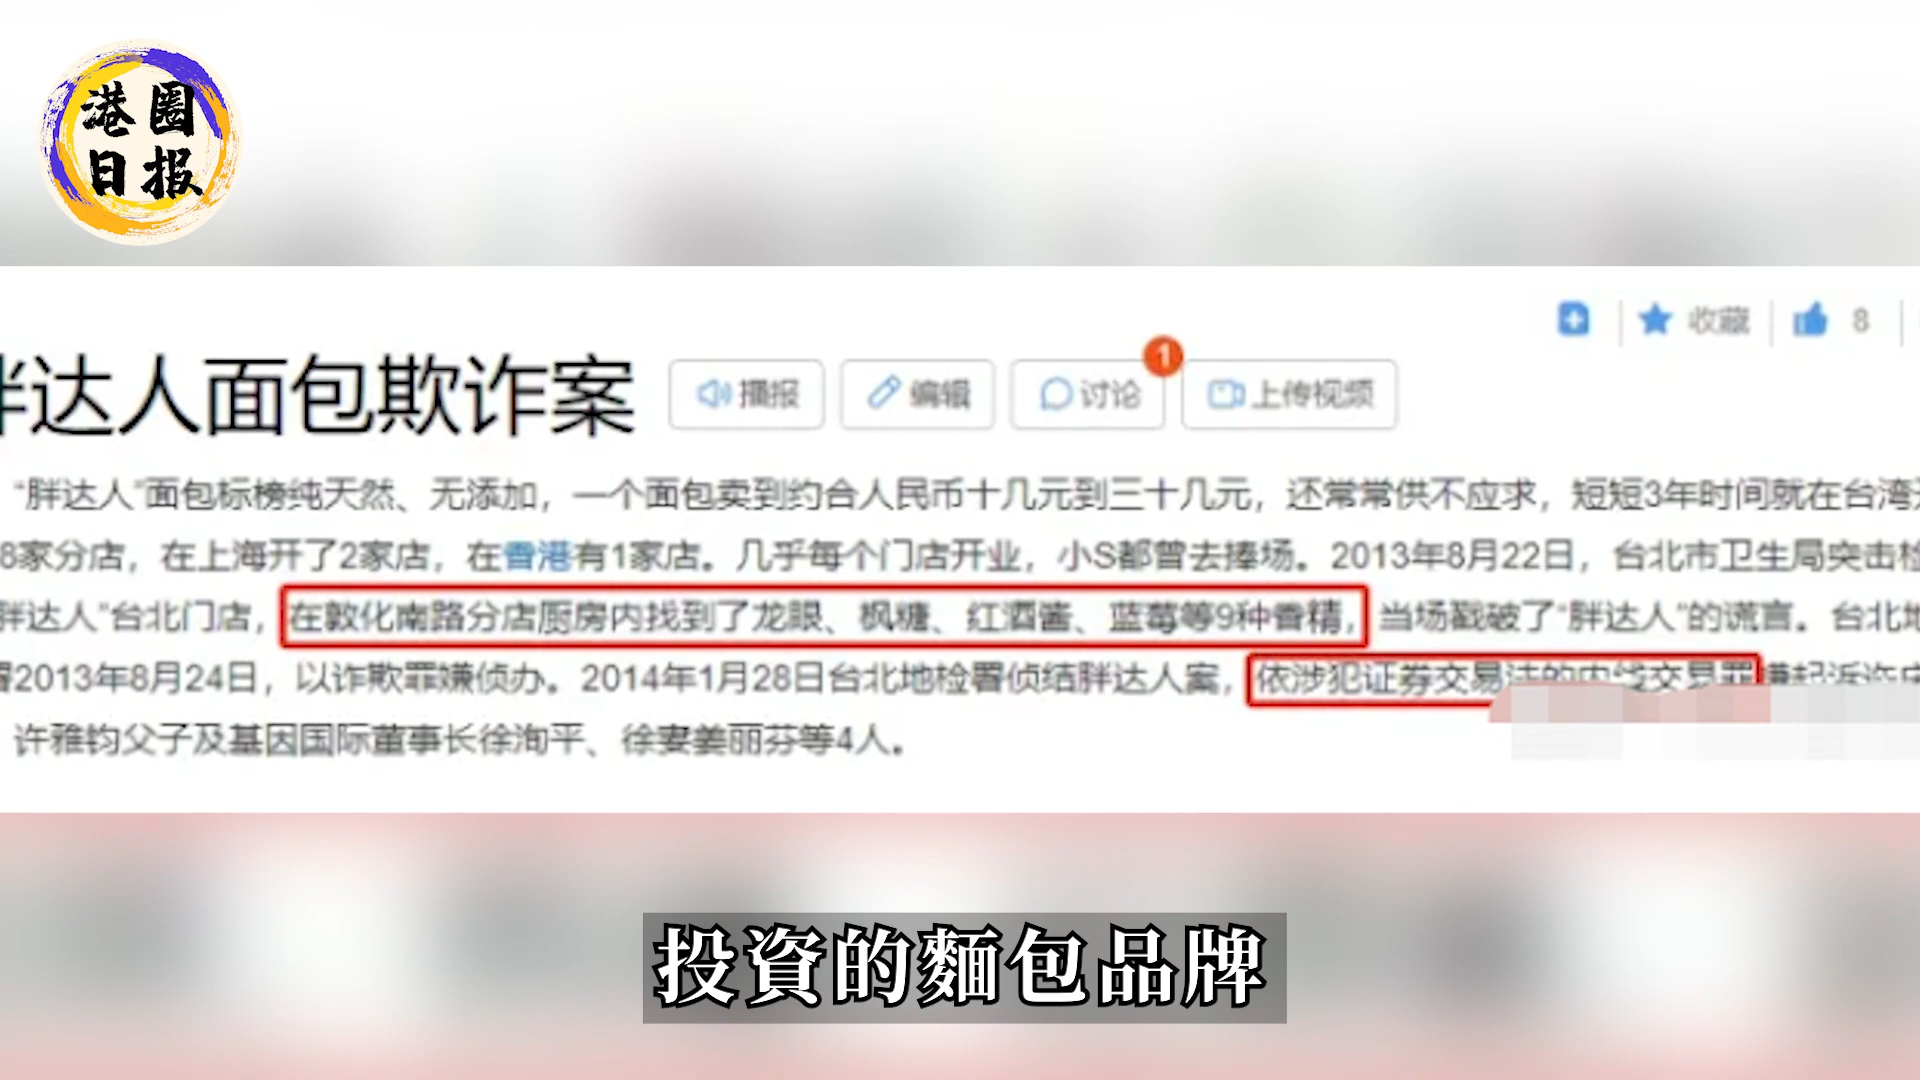 港圈
日报
收藏 8
胖达人面包欺诈案 播报 编辑 讨论 1 上传视频
“胖达人”面包标榜纯天然、无添加，一个面包卖到约合人民币十几元到三十几元，还常常供不应求，短短3年时间就在台湾
8家分店，在上海开了2家店，在香港有1家店。几乎每个门店开业，小S都曾去捧场。2013年8月22日，台北市卫生局突击检
胖达人”台北门店，在敦化南路分店厨房内找到了龙眼、枫糖、红酒酱、蓝莓等9种香精，当场戳破了“胖达人”的谎言。台北地
署2013年8月24日，以诈欺罪嫌侦办。2014年1月28日台北地检署侦结胖达人案，依涉犯证券交易法的内线交易罪嫌起诉许
许雅钧父子及基因国际董事长徐洵平、徐妻姜丽芬等4人。
投資的麵包品牌